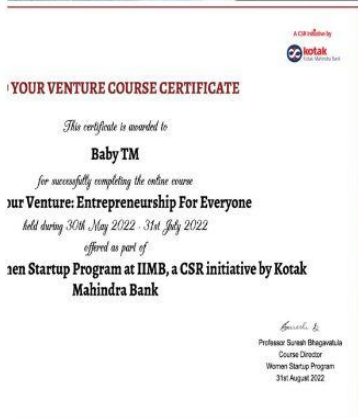 A CSR Initiative by
kotak
Kotak Mahindra Bank
YOUR VENTURE COURSE CERTIFICATE
This certificate is awarded to
Baby TM
for successfully completing the online course
our Venture: Entrepreneurship For Everyone
held during 30th May 2022 - 31st July 2022
offered as part of
men Startup Program at IIMB, a CSR initiative by Kotak
Mahindra Bank
Suresh B
Professor Suresh Bhagavatula
Course Director
Women Startup Program
31st August 2022